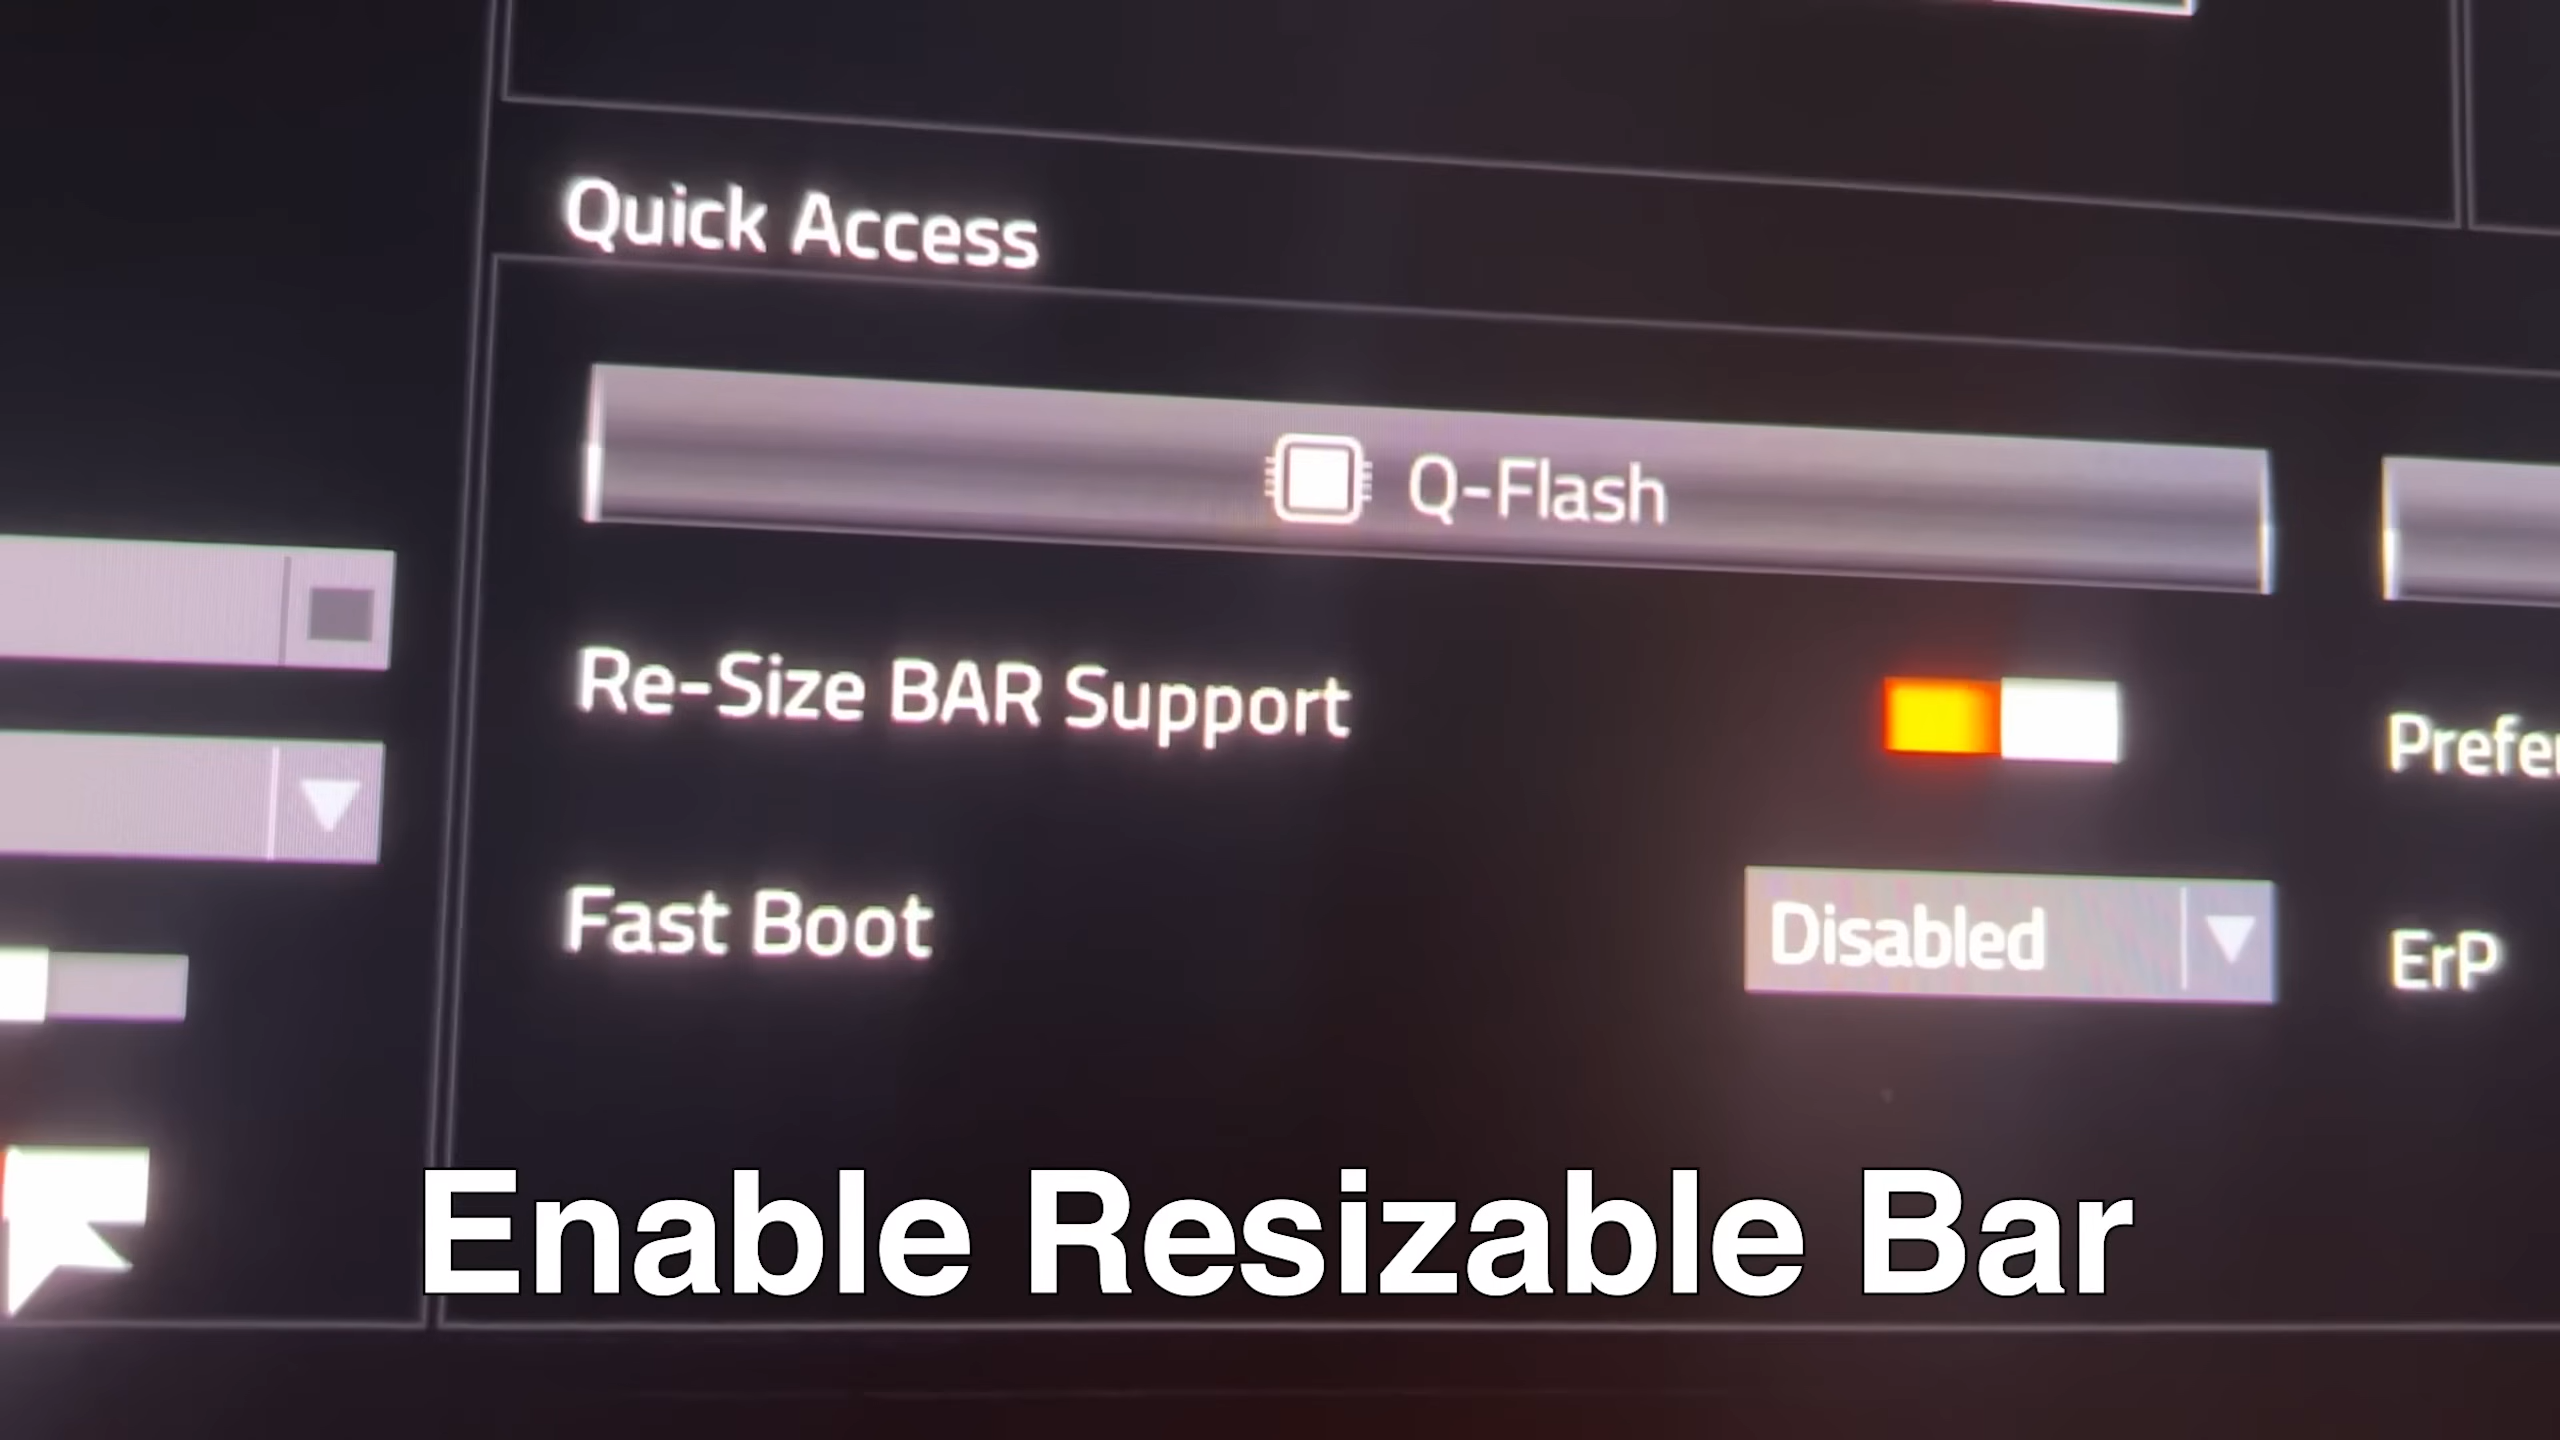 Quick Access
Q-Flash
Re-Size BAR Support
Fast Boot
Disabled
ErP
Enable Resizable Bar